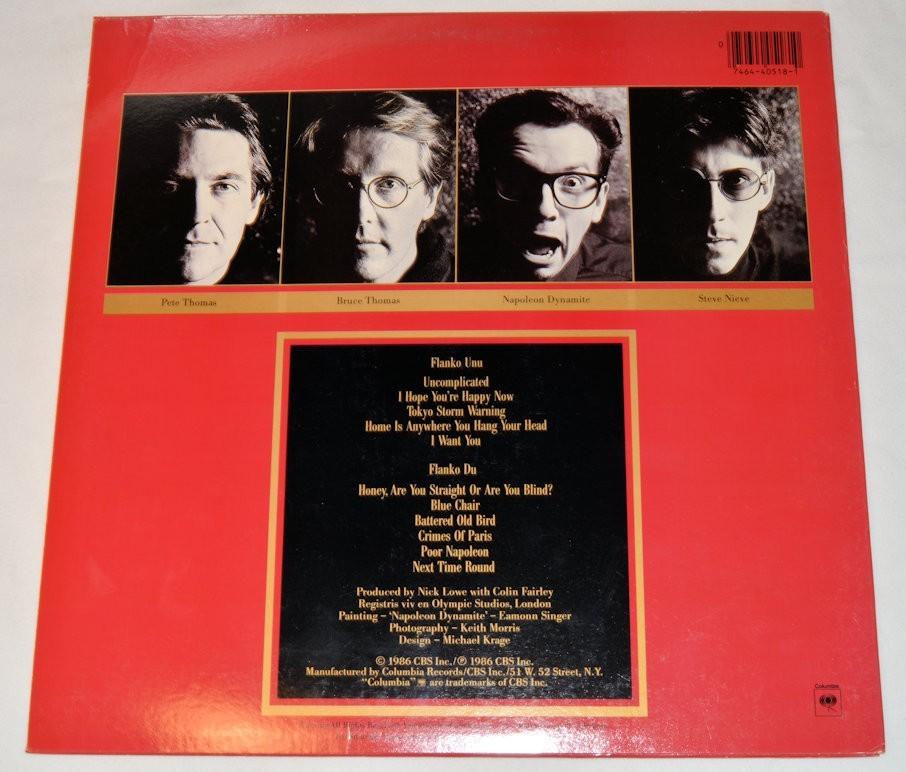 0
7464-40518-1
Pete Thomas
Bruce Thomas
Napoleon Dynamite
Steve Nieve
Flanko Unu
Uncomplicated
I Hope You're Happy Now
Tokyo Storm Warning
Home Is Anywhere You Hang Your Head
I Want You
Flanko Du
Honey, Are You Straight Or Are You Blind?
Blue Chair
Battered Old Bird
Crimes Of Paris
Poor Napoleon
Next Time Round
Produced by Nick Lowe with Colin Fairley
Registris viv en Olympic Studios, London
Painting – 'Napoleon Dynamite' – Eamonn Singer
Photography – Keith Morris
Design – Michael Krage
© 1986 CBS Inc./℗ 1986 CBS Inc.
Manufactured by Columbia Records/CBS Inc./51 W. 52 Street, N.Y.
"Columbia" are trademarks of CBS Inc.
Columbia